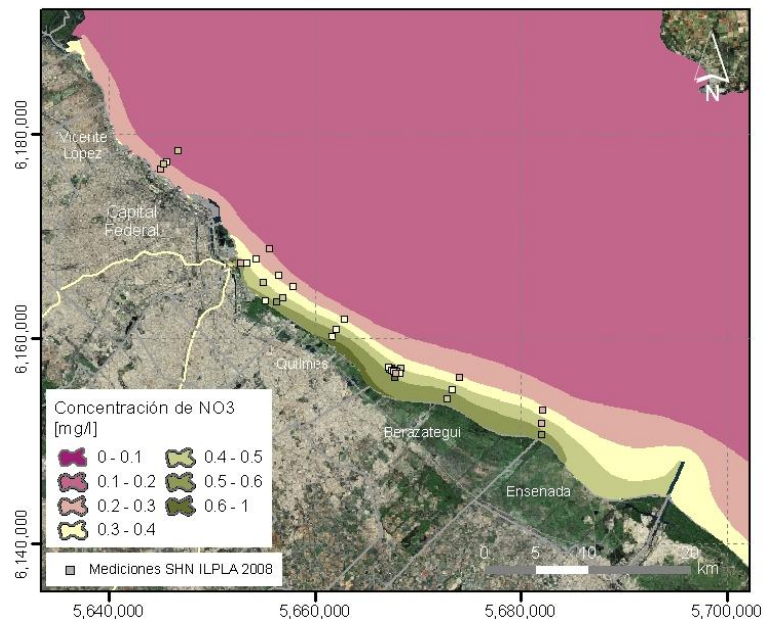 N
6,180,000
Vicente
López
Capital
Federal
6,160,000
Quilmes
Berazategui
Ensenada
Concentración de NO3
[mg/l]
0 - 0.1
0.1 - 0.2
0.2 - 0.3
0.3 - 0.4
0.4 - 0.5
0.5 - 0.6
0.6 - 1
Mediciones SHN ILPLA 2008
0 5 10 20
km
6,140,000
5,640,000 5,660,000 5,680,000 5,700,000